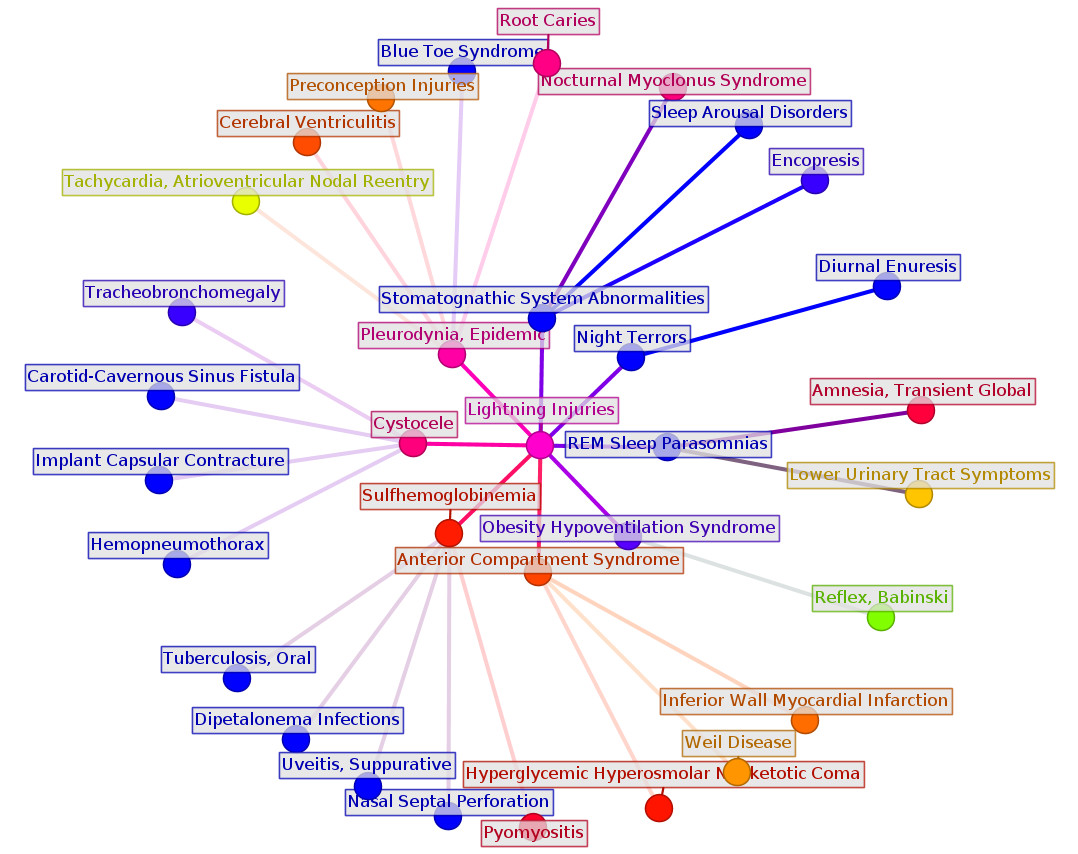 Root Caries
Blue Toe Syndrome
Nocturnal Myoclonus Syndrome
Preconception Injuries
Sleep Arousal Disorders
Cerebral Ventriculitis
Encopresis
Tachycardia, Atrioventricular Nodal Reentry
Diurnal Enuresis
Tracheobronchomegaly
Stomatognathic System Abnormalities
Pleurodynia, Epidemic
Night Terrors
Carotid-Cavernous Sinus Fistula
Amnesia, Transient Global
Lightning Injuries
Cystocele
REM Sleep Parasomnias
Implant Capsular Contracture
Lower Urinary Tract Symptoms
Sulfhemoglobinemia
Obesity Hypoventilation Syndrome
Hemopneumothorax
Anterior Compartment Syndrome
Reflex, Babinski
Tuberculosis, Oral
Inferior Wall Myocardial Infarction
Dipetalonema Infections
Weil Disease
Uveitis, Suppurative
Hyperglycemic Hyperosmolar Nonketotic Coma
Nasal Septal Perforation
Pyomyositis